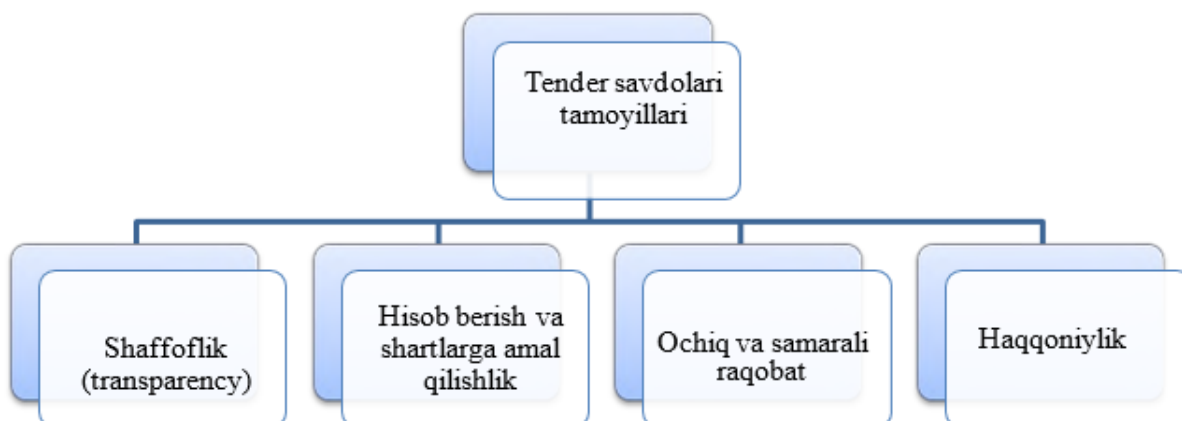 Tender savdolari
tamoyillari
Shaffoflik
(transparency)
Hisob berish va
shartlarga amal
qilishlik
Ochiq va samarali
raqobat
Haqqoniylik